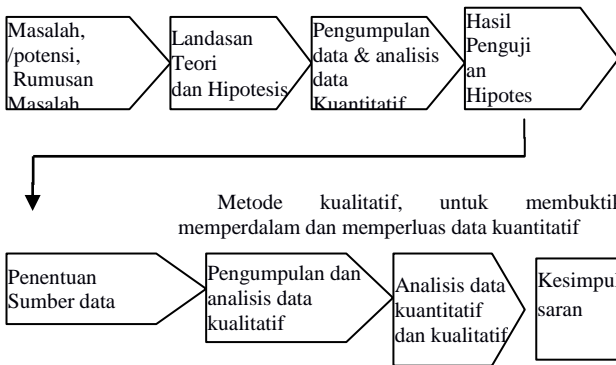 Masalah,
/potensi,
Rumusan
Masalah
Landasan
Teori
dan Hipotesis
Pengumpulan
data & analisis
data
Kuantitatif
Hasil
Penguji
an
Hipotes
Metode kualitatif, untuk membuktil
memperdalam dan memperluas data kuantitatif
Penentuan
Sumber data
Pengumpulan dan
analisis data
kualitatif
Analisis data
kuantitatif
dan kualitatif
Kesimpul
saran